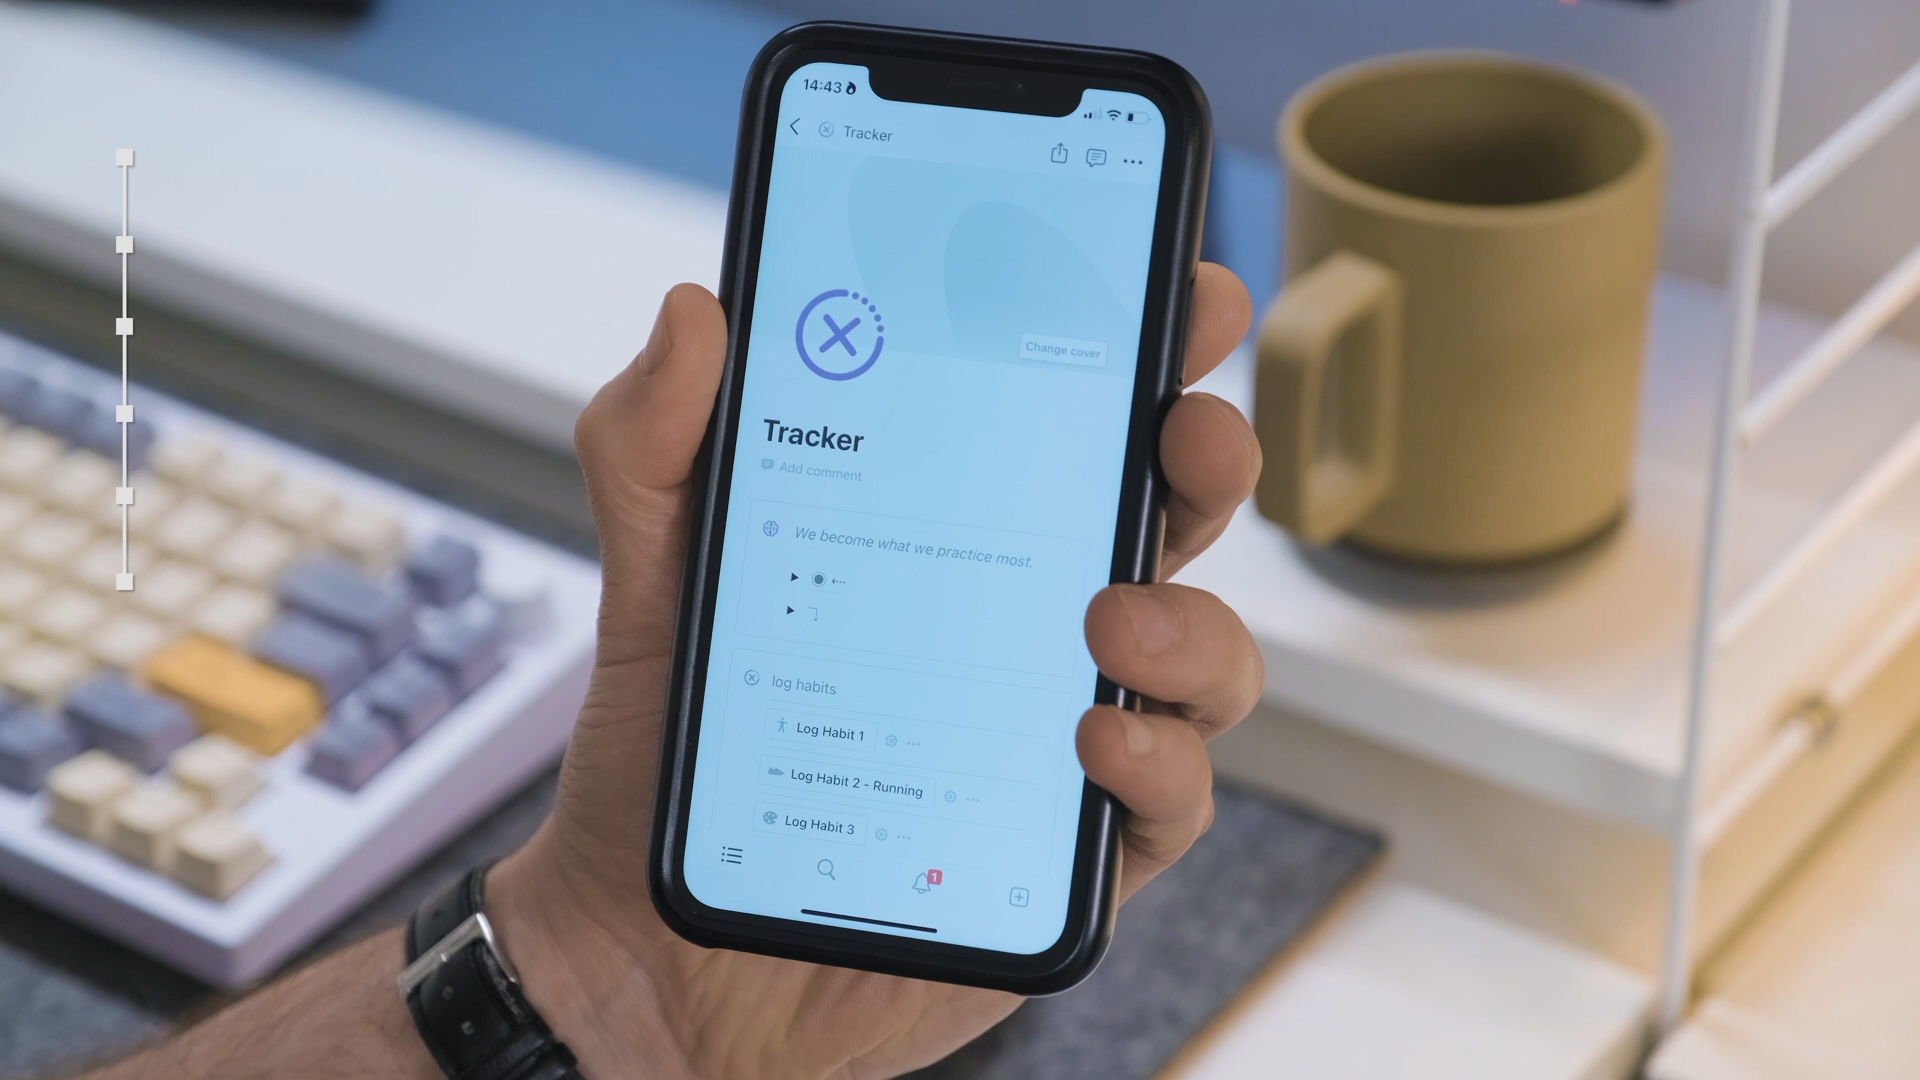 14:43
Tracker
Change cover
Tracker
Add comment
We become what we practice most.
log habits
Log Habit 1
Log Habit 2 - Running
Log Habit 3
1